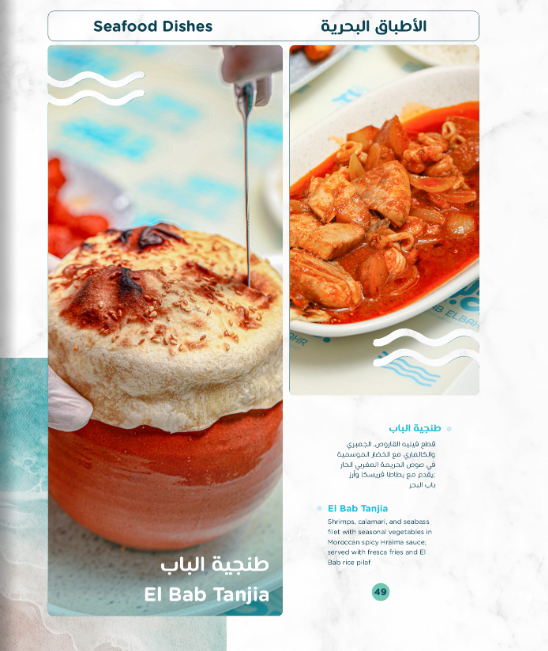 Seafood Dishes
الأطباق البحرية
طنجية الباب
El Bab Tanjia
طنجية الباب
قطع فيليه القاروص، الجمبري
والكالماري مع الخضار الموسمية
في صوص الحريمة المغربي الحار
يقدم مع بطاطا فريسكا وأرز
باب البحر
El Bab Tanjia
Shrimps, calamari, and seabass
filet with seasonal vegetables in
Moroccan spicy Hraima sauce;
served with fresca fries and El
Bab rice pilaf
49